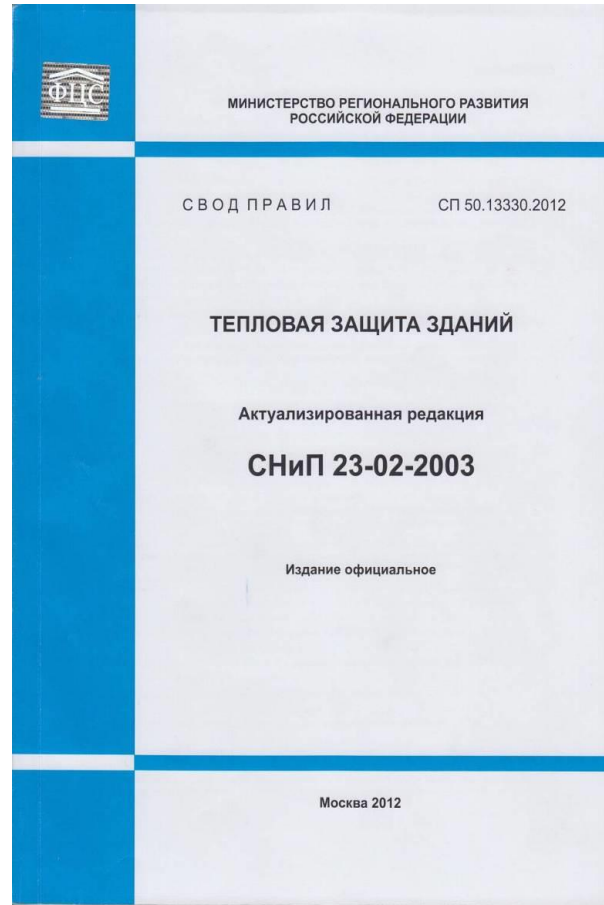 ФЦС
МИНИСТЕРСТВО РЕГИОНАЛЬНОГО РАЗВИТИЯ
РОССИЙСКОЙ ФЕДЕРАЦИИ
СВОД ПРАВИЛ СП 50.13330.2012
ТЕПЛОВАЯ ЗАЩИТА ЗДАНИЙ
Актуализированная редакция
СНиП 23-02-2003
Издание официальное
Москва 2012